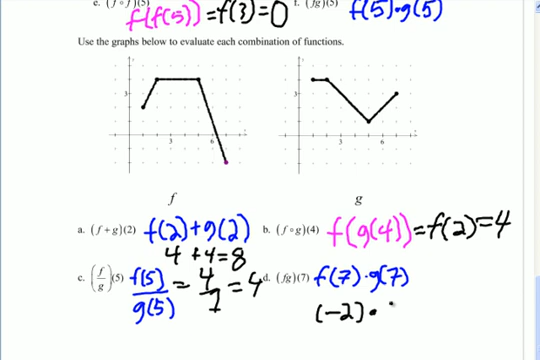 e. (f∘f)(5) f(f(5))=f(3)=0 f. (fg)(5) f(5)·g(5)
Use the graphs below to evaluate each combination of functions.
3 3
3 6 3 6
f g
a. (f+g)(2) f(2)+g(2) b. (f∘g)(4) f(g(4))=f(2)=4
4+4=8
c. (f/g)(5) f(5)/g(5) = 4/1 = 4 d. (fg)(7) f(7)·g(7)
(-2)·